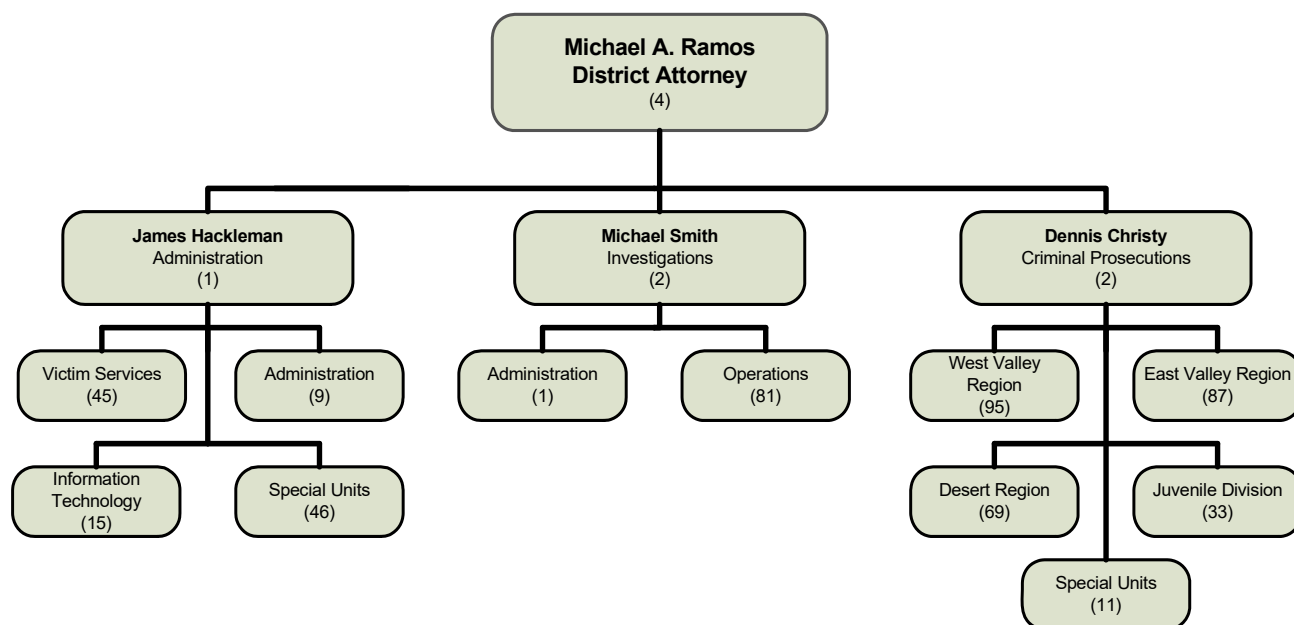 Michael A. Ramos
District Attorney
(4)
James Hackleman
Administration
(1)
Michael Smith
Investigations
(2)
Dennis Christy
Criminal Prosecutions
(2)
Victim Services
(45)
Administration
(9)
Administration
(1)
Operations
(81)
West Valley
Region
(95)
East Valley Region
(87)
Information
Technology
(15)
Special Units
(46)
Desert Region
(69)
Juvenile Division
(33)
Special Units
(11)